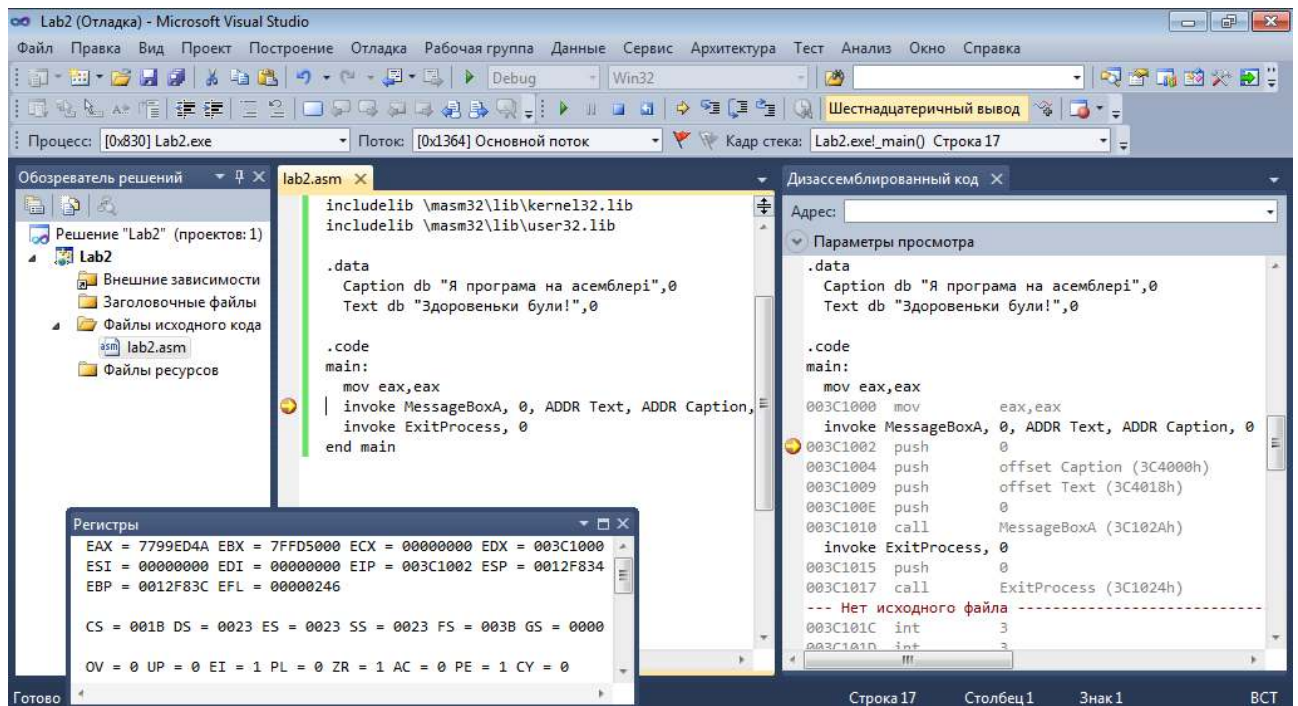 Lab2 (Отладка) - Microsoft Visual Studio
Файл Правка Вид Проект Построение Отладка Рабочая группа Данные Сервис Архитектура Тест Анализ Окно Справка
Debug Win32
Шестнадцатеричный вывод
Процесс: [0x830] Lab2.exe Поток: [0x1364] Основной поток Кадр стека: Lab2.exe!_main() Строка 17
Обозреватель решений
Решение "Lab2" (проектов: 1)
Lab2
Внешние зависимости
Заголовочные файлы
Файлы исходного кода
lab2.asm
Файлы ресурсов
lab2.asm
includelib \masm32\lib\kernel32.lib
includelib \masm32\lib\user32.lib
.data
Caption db "Я програма на асемблері",0
Text db "Здоровеньки були!",0
.code
main:
mov eax,eax
invoke MessageBoxA, 0, ADDR Text, ADDR Caption,
invoke ExitProcess, 0
end main
Дизассемблированный код
Адрес:
Параметры просмотра
.data
Caption db "Я програма на асемблері",0
Text db "Здоровеньки були!",0
.code
main:
mov eax,eax
003C1000 mov eax,eax
invoke MessageBoxA, 0, ADDR Text, ADDR Caption, 0
003C1002 push 0
003C1004 push offset Caption (3C4000h)
003C1009 push offset Text (3C4018h)
003C100E push 0
003C1010 call MessageBoxA (3C102Ah)
invoke ExitProcess, 0
003C1015 push 0
003C1017 call ExitProcess (3C1024h)
--- Нет исходного файла ---------------------------
003C101C int 3
003C101D int 3
Регистры
EAX = 7799ED4A EBX = 7FFD5000 ECX = 00000000 EDX = 003C1000
ESI = 00000000 EDI = 00000000 EIP = 003C1002 ESP = 0012F834
EBP = 0012F83C EFL = 00000246
CS = 001B DS = 0023 ES = 0023 SS = 0023 FS = 003B GS = 0000
OV = 0 UP = 0 EI = 1 PL = 0 ZR = 1 AC = 0 PE = 1 CY = 0
Готово Строка 17 Столбец 1 Знак 1 ВСТ